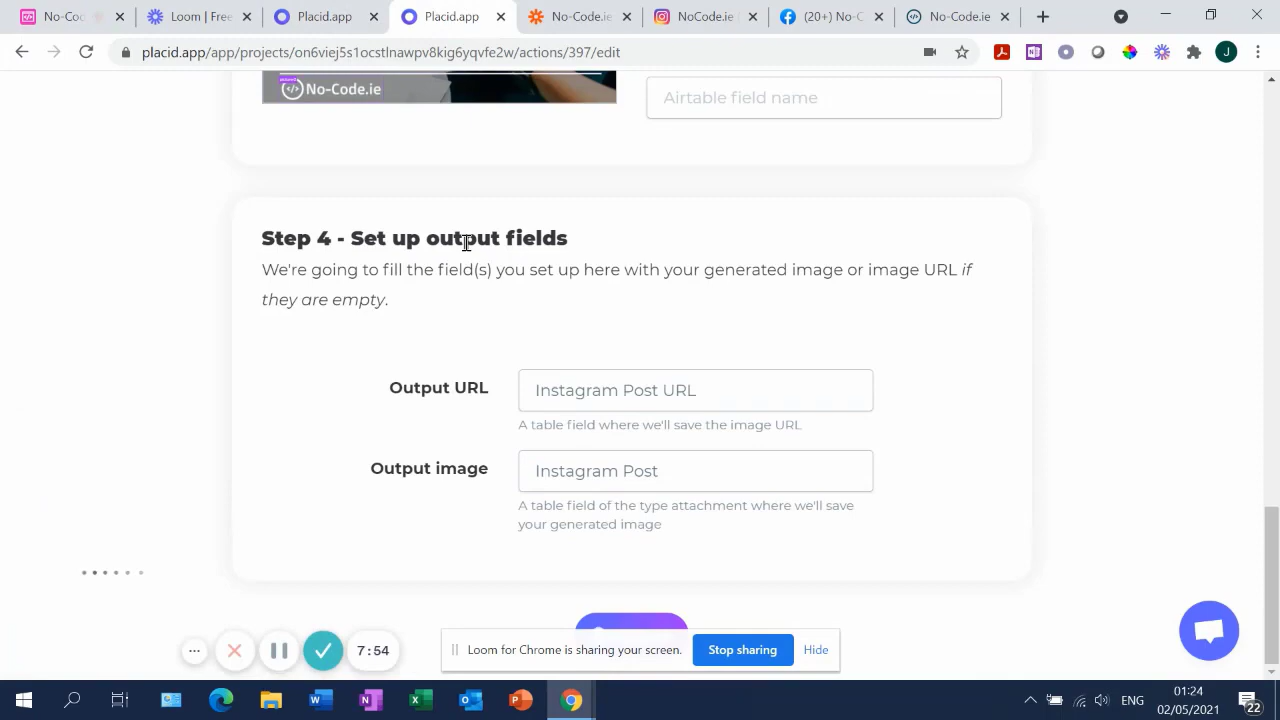 No-Co
Loom | Free
Placid.app
Placid.app
No-Code.ie
NoCode.ie
(20+) No-C
No-Code.ie
placid.app/app/projects/on6viej5s1ocstlnawpv8kig6yqvfe2w/actions/397/edit
J
No-Code.ie
Airtable field name
Step 4 - Set up output fields
We're going to fill the field(s) you set up here with your generated image or image URL if
they are empty.
Output URL
Instagram Post URL
A table field where we'll save the image URL
Output image
Instagram Post
A table field of the type attachment where we'll save
your generated image
7:54
Loom for Chrome is sharing your screen.
Stop sharing
Hide
ENG
01:24
02/05/2021
22